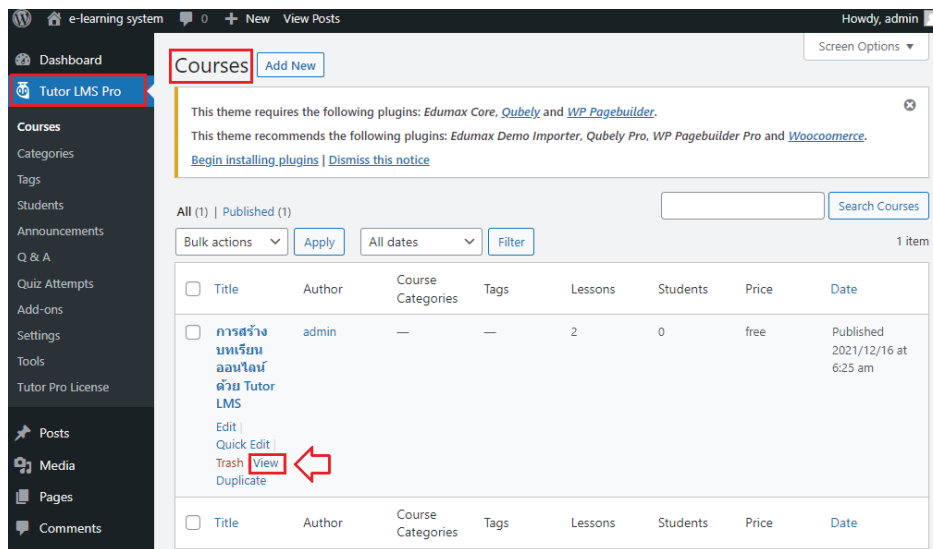 e-learning system 0 + New View Posts Howdy, admin
Screen Options ▼
Dashboard
Tutor LMS Pro
Courses
Categories
Tags
Students
Announcements
Q & A
Quiz Attempts
Add-ons
Settings
Tools
Tutor Pro License
Posts
Media
Pages
Comments
Courses Add New
This theme requires the following plugins: Edumax Core, Qubely and WP Pagebuilder.
This theme recommends the following plugins: Edumax Demo Importer, Qubely Pro, WP Pagebuilder Pro and Woocoomerce.
Begin installing plugins | Dismiss this notice
All (1) | Published (1)
Search Courses
Bulk actions Apply All dates Filter 1 item
Title Author Course Categories Tags Lessons Students Price Date
การสร้าง
บทเรียน
ออนไลน์
ด้วย Tutor
LMS
admin — — 2 0 free
Published
2021/12/16 at
6:25 am
Edit |
Quick Edit |
Trash View
Duplicate
Title Author Course Categories Tags Lessons Students Price Date